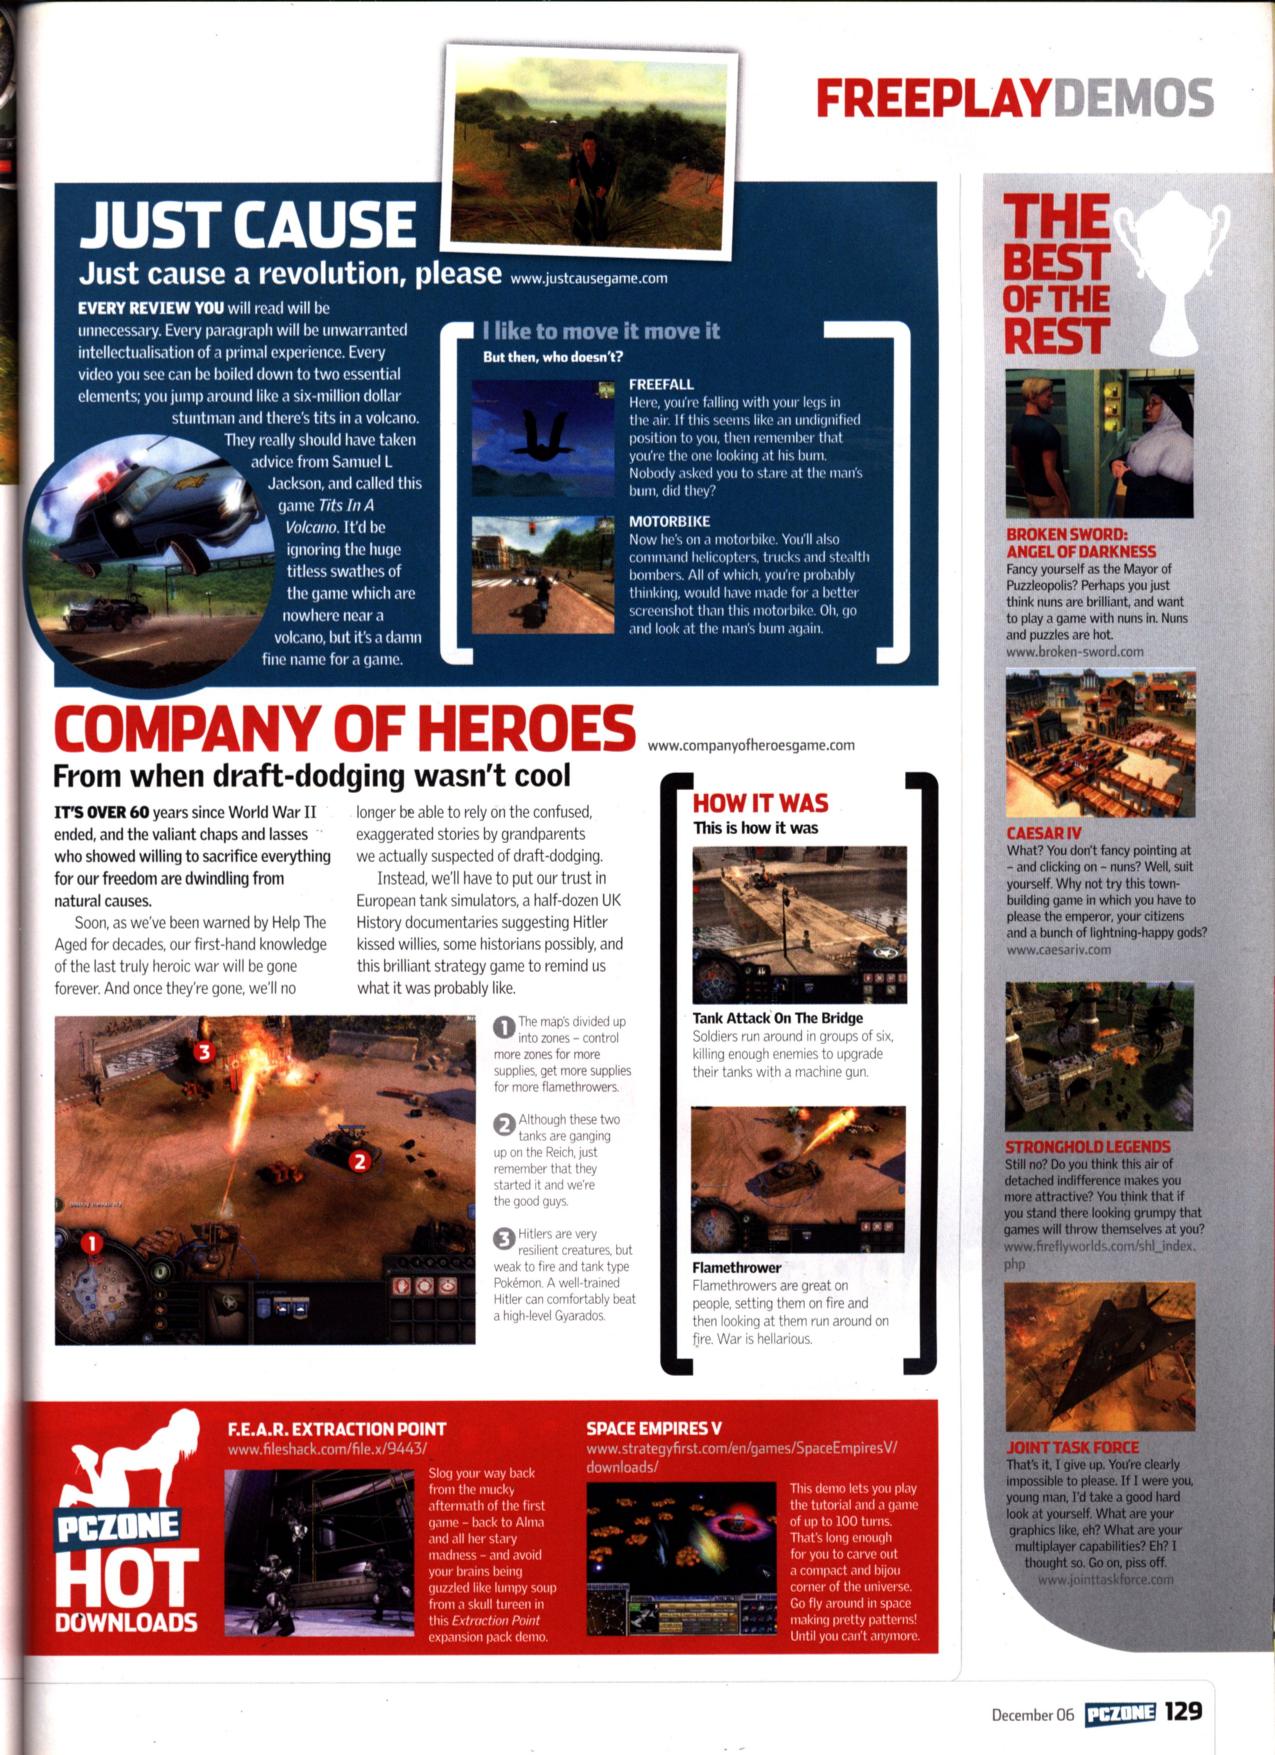 FREEPLAYDEMOS
JUST CAUSE
Just cause a revolution, please www.justcausegame.com
EVERY REVIEW YOU will read will be
unnecessary. Every paragraph will be unwarranted
intellectualisation of a primal experience. Every
video you see can be boiled down to two essential
elements; you jump around like a six-million dollar
stuntman and there's tits in a volcano.
They really should have taken
advice from Samuel L
Jackson, and called this
game Tits In A
Volcano. It'd be
ignoring the huge
titless swathes of
the game which are
nowhere near a
volcano, but it's a damn
fine name for a game.
I like to move it move it
But then, who doesn't?
FREEFALL
Here, you're falling with your legs in
the air. If this seems like an undignified
position to you, then remember that
you're the one looking at his bum.
Nobody asked you to stare at the man's
bum, did they?
MOTORBIKE
Now he's on a motorbike. You'll also
command helicopters, trucks and stealth
bombers. All of which, you're probably
thinking, would have made for a better
screenshot than this motorbike. Oh, go
and look at the man's bum again.
COMPANY OF HEROES www.companyofheroesgame.com
From when draft-dodging wasn't cool
IT'S OVER 60 years since World War II
ended, and the valiant chaps and lasses
who showed willing to sacrifice everything
for our freedom are dwindling from
natural causes.
Soon, as we've been warned by Help The
Aged for decades, our first-hand knowledge
of the last truly heroic war will be gone
forever. And once they're gone, we'll no
longer be able to rely on the confused,
exaggerated stories by grandparents
we actually suspected of draft-dodging.
Instead, we'll have to put our trust in
European tank simulators, a half-dozen UK
History documentaries suggesting Hitler
kissed willies, some historians possibly, and
this brilliant strategy game to remind us
what it was probably like.
3
2
1
1 The map's divided up
into zones – control
more zones for more
supplies, get more supplies
for more flamethrowers.
2 Although these two
tanks are ganging
up on the Reich, just
remember that they
started it and we're
the good guys.
3 Hitlers are very
resilient creatures, but
weak to fire and tank type
Pokémon. A well-trained
Hitler can comfortably beat
a high-level Gyarados.
HOW IT WAS
This is how it was
Tank Attack On The Bridge
Soldiers run around in groups of six,
killing enough enemies to upgrade
their tanks with a machine gun.
Flamethrower
Flamethrowers are great on
people, setting them on fire and
then looking at them run around on
fire. War is hellarious.
PCZONE
HOT
DOWNLOADS
F.E.A.R. EXTRACTION POINT
www.fileshack.com/file.x/9443/
Slog your way back
from the mucky
aftermath of the first
game – back to Alma
and all her stary
madness – and avoid
your brains being
guzzled like lumpy soup
from a skull tureen in
this Extraction Point
expansion pack demo.
SPACE EMPIRES V
www.strategyfirst.com/en/games/SpaceEmpiresV/
downloads/
This demo lets you play
the tutorial and a game
of up to 100 turns.
That's long enough
for you to carve out
a compact and bijou
corner of the universe.
Go fly around in space
making pretty patterns!
Until you can't anymore.
THE
BEST
OF THE
REST
BROKEN SWORD:
ANGEL OF DARKNESS
Fancy yourself as the Mayor of
Puzzleopolis? Perhaps you just
think nuns are brilliant, and want
to play a game with nuns in. Nuns
and puzzles are hot.
www.broken-sword.com
CAESAR IV
What? You don't fancy pointing at
– and clicking on – nuns? Well, suit
yourself. Why not try this town-
building game in which you have to
please the emperor, your citizens
and a bunch of lightning-happy gods?
www.caesariv.com
STRONGHOLD LEGENDS
Still no? Do you think this air of
detached indifference makes you
more attractive? You think that if
you stand there looking grumpy that
games will throw themselves at you?
www.fireflyworlds.com/shl_index.
php
JOINT TASK FORCE
That's it, I give up. You're clearly
impossible to please. If I were you,
young man, I'd take a good hard
look at yourself. What are your
graphics like, eh? What are your
multiplayer capabilities? Eh? I
thought so. Go on, piss off.
www.jointtaskforce.com
December 06 PCZONE 129